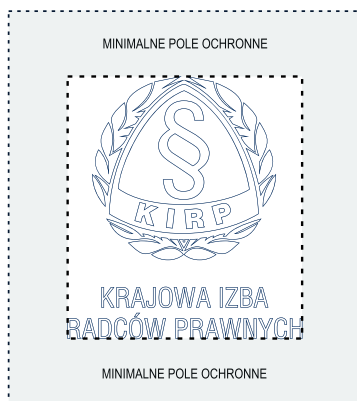 MINIMALNE POLE OCHRONNE
§
KIRP
KRAJOWA IZBA
RADCÓW PRAWNYCH
MINIMALNE POLE OCHRONNE